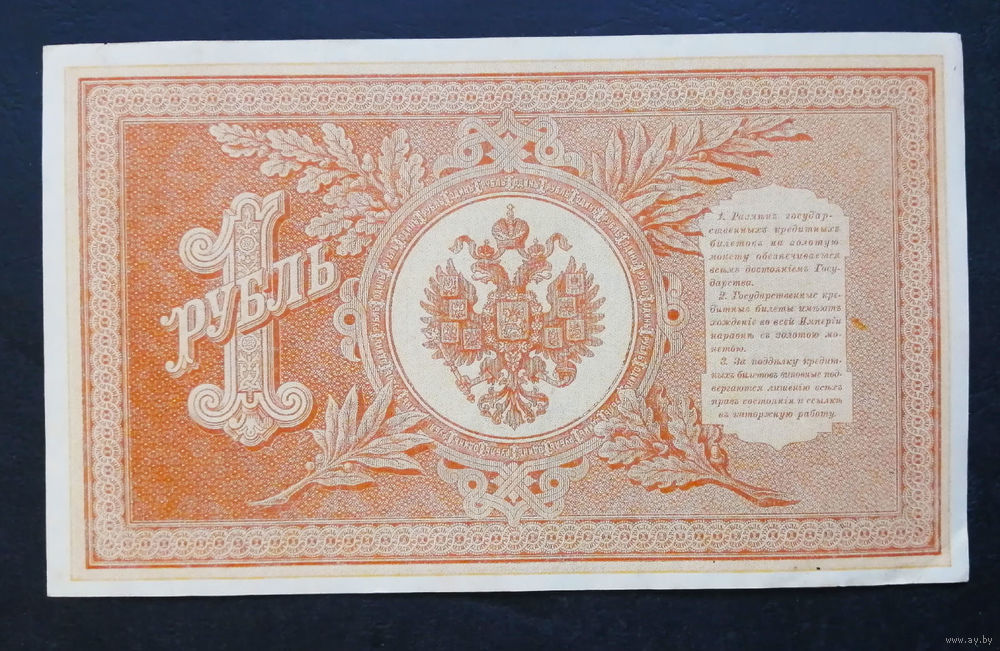 1
РУБЛЬ
1. Размѣнъ государ-
ственныхъ кредитныхъ
билетовъ на золотую
монету обезпечивается
всѣмъ достояніемъ Госу-
дарства.
2. Государственные кре-
дитные билеты имѣютъ
хожденіе во всей Имперіи
наравнѣ съ золотою мо-
нетою.
3. За поддѣлку кредит-
ныхъ билетовъ виновные под-
вергаются лишенію всѣхъ
правъ состоянія и ссылкѣ
въ каторжную работу.
www.ay.by